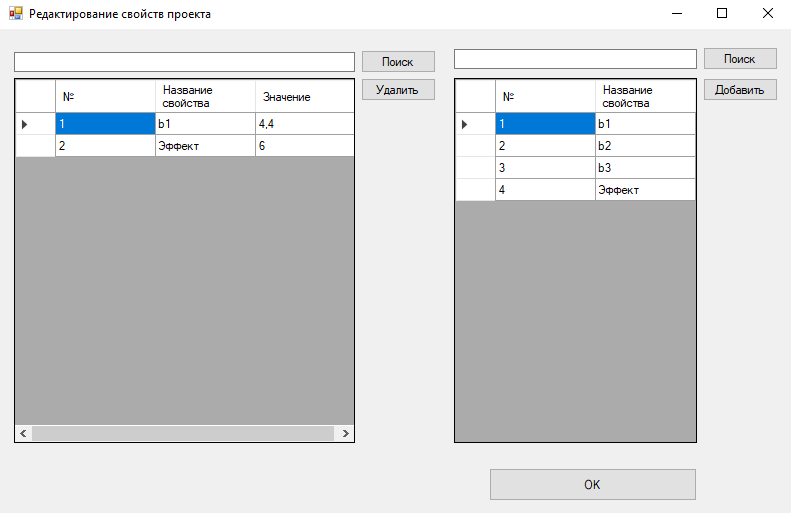 Редактирование свойств проекта
Поиск
Удалить
№ Название свойства Значение
1 b1 4,4
2 Эффект 6
Поиск
Добавить
№ Название свойства
1 b1
2 b2
3 b3
4 Эффект
OK